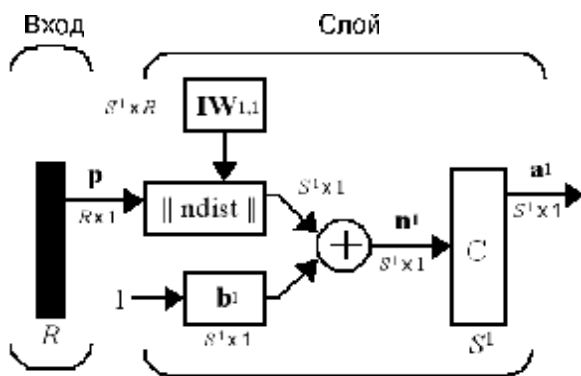 Вход
Слой
S¹ x R
IW1,1
p
R x 1
|| ndist ||
S¹ x 1
+
n¹
S¹ x 1
C
a¹
S¹ x 1
1
b¹
S¹ x 1
R
S¹